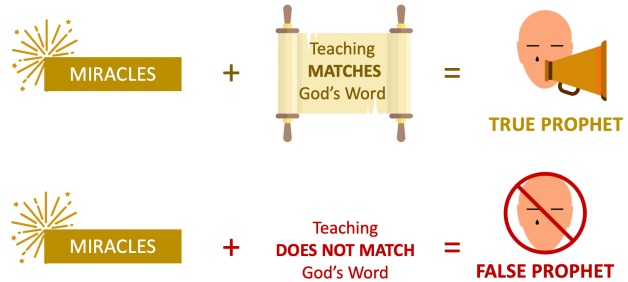 MIRACLES
+
Teaching
MATCHES
God's Word
=
TRUE PROPHET
MIRACLES
+
Teaching
DOES NOT MATCH
God's Word
=
FALSE PROPHET